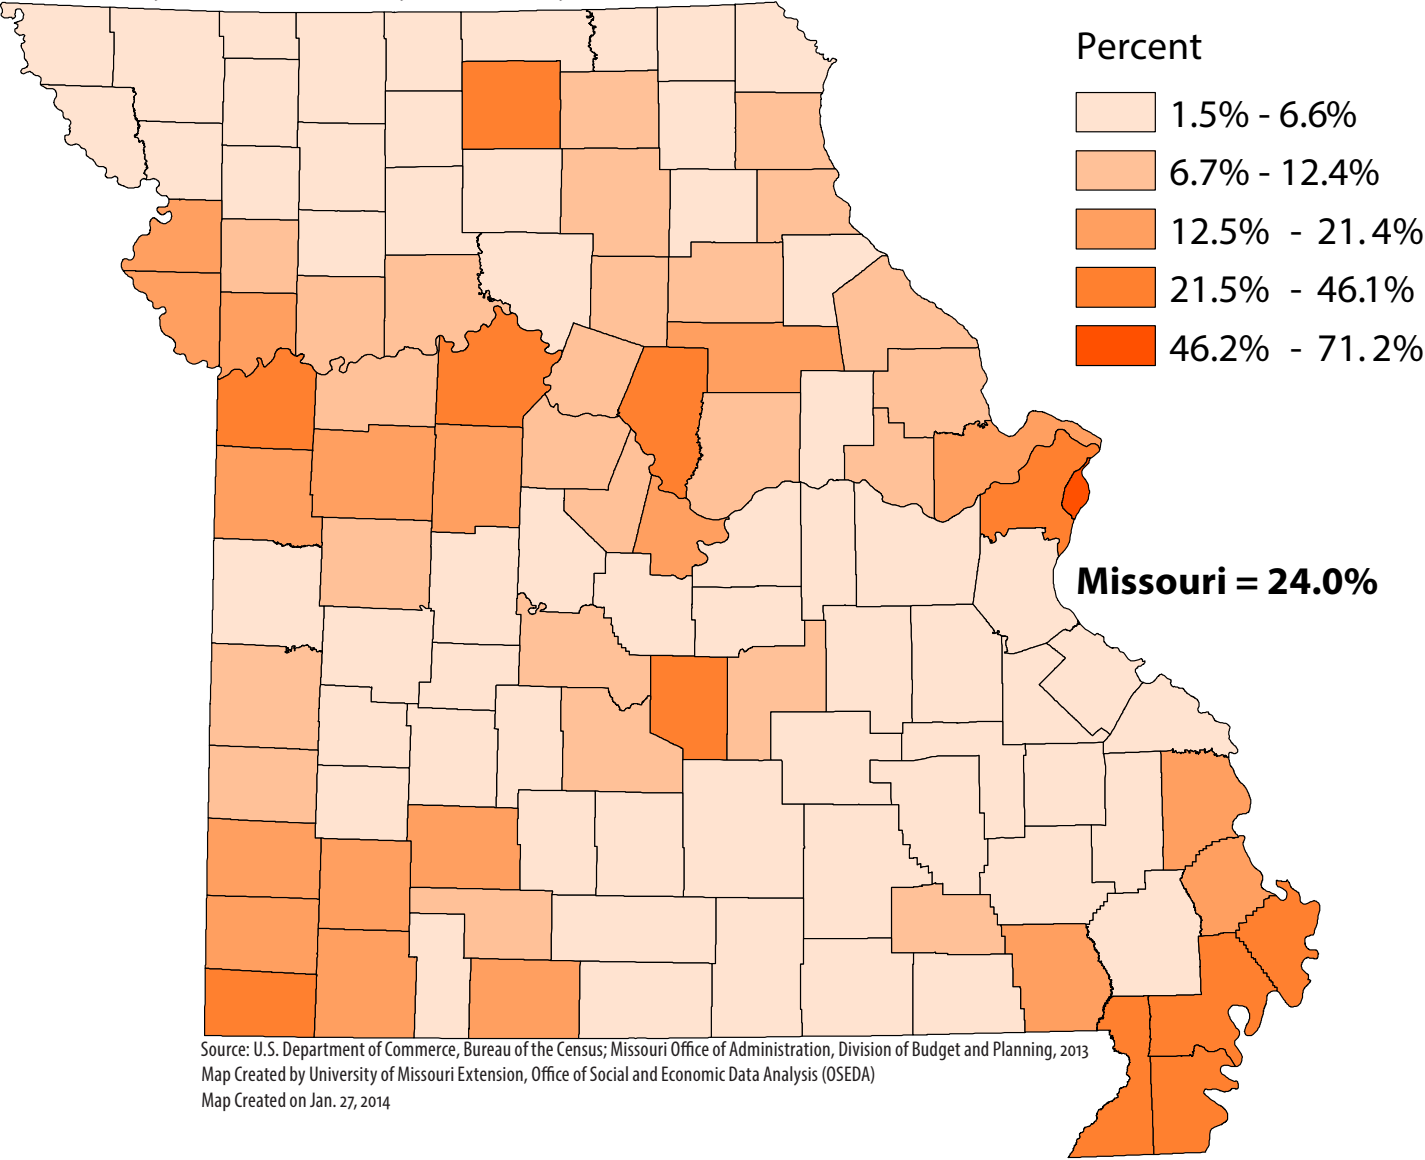 Percent
1.5% - 6.6%
6.7% - 12.4%
12.5% - 21.4%
21.5% - 46.1%
46.2% - 71.2%
Missouri = 24.0%
Source: U.S. Department of Commerce, Bureau of the Census; Missouri Office of Administration, Division of Budget and Planning, 2013
Map Created by University of Missouri Extension, Office of Social and Economic Data Analysis (OSEDA)
Map Created on Jan. 27, 2014